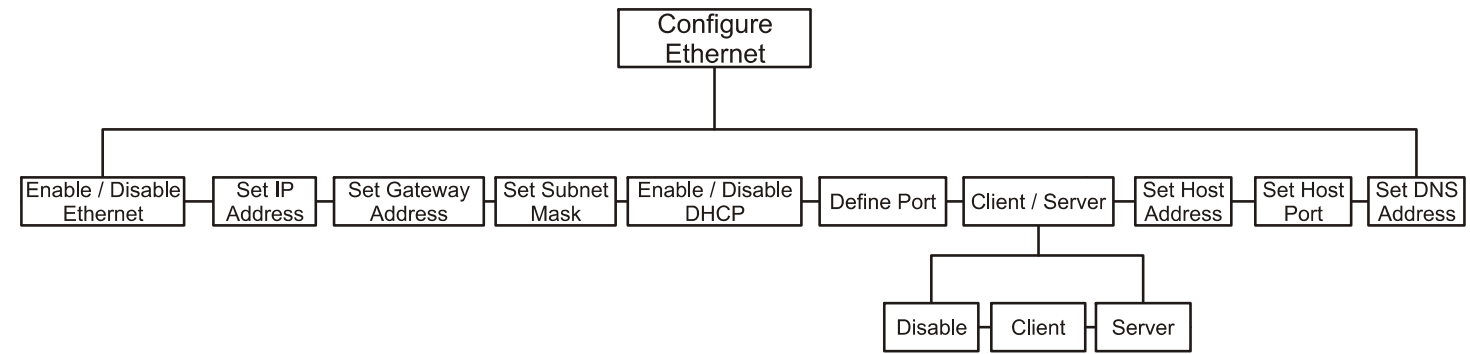 Configure
Ethernet
Enable / Disable
Ethernet
Set IP
Address
Set Gateway
Address
Set Subnet
Mask
Enable / Disable
DHCP
Define Port
Client / Server
Set Host
Address
Set Host
Port
Set DNS
Address
Disable
Client
Server